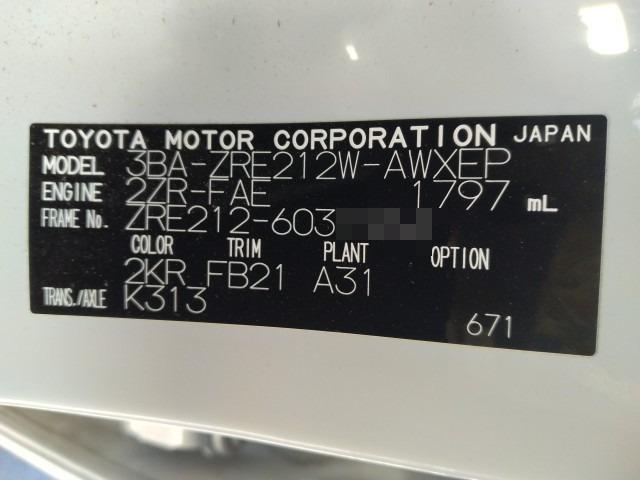 TOYOTA MOTOR CORPORATION JAPAN
MODEL 3BA-ZRE212W-AWXEP
ENGINE 2ZR-FAE 1797 mL
FRAME No. ZRE212-603
COLOR TRIM PLANT OPTION
2KR FB21 A31
TRANS./AXLE K313
671